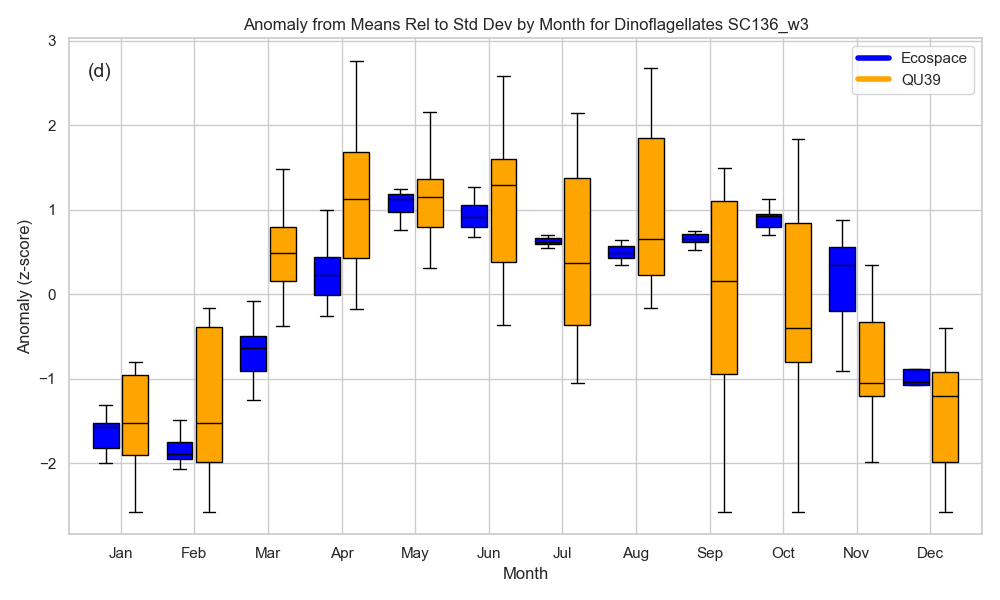 Anomaly from Means Rel to Std Dev by Month for Dinoflagellates SC136_w3
(d)
Ecospace
QU39
3
2
1
0
−1
−2
Anomaly (z-score)
Jan Feb Mar Apr May Jun Jul Aug Sep Oct Nov Dec
Month